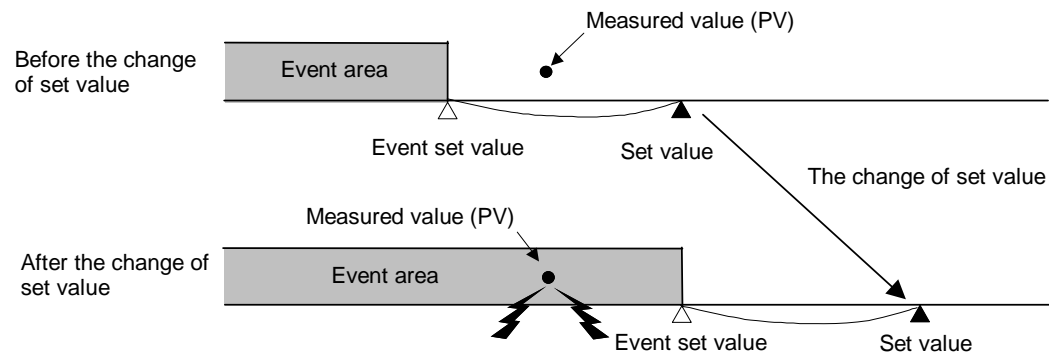 Measured value (PV)
Before the change
of set value
Event area
Event set value
Set value
The change of set value
Measured value (PV)
After the change of
set value
Event area
Event set value
Set value